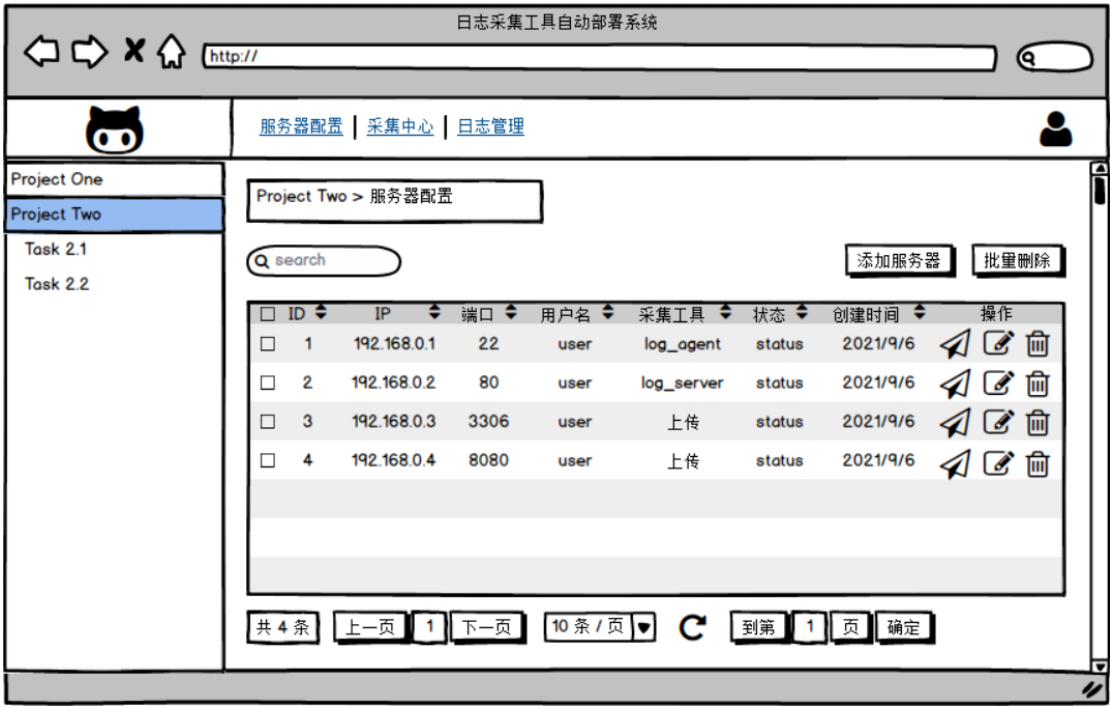 日志采集工具自动部署系统
http://
服务器配置 | 采集中心 | 日志管理
Project One
Project Two
Task 2.1
Task 2.2
Project Two > 服务器配置
search
添加服务器 批里删除
ID IP 端口 用户名 采集工具 状态 创建时间 操作
1 192.168.0.1 22 user log_agent status 2021/9/6
2 192.168.0.2 80 user log_server status 2021/9/6
3 192.168.0.3 3306 user 上传 status 2021/9/6
4 192.168.0.4 8080 user 上传 status 2021/9/6
共 4 条 上一页 1 下一页 10 条 / 页 到第 1 页 确定